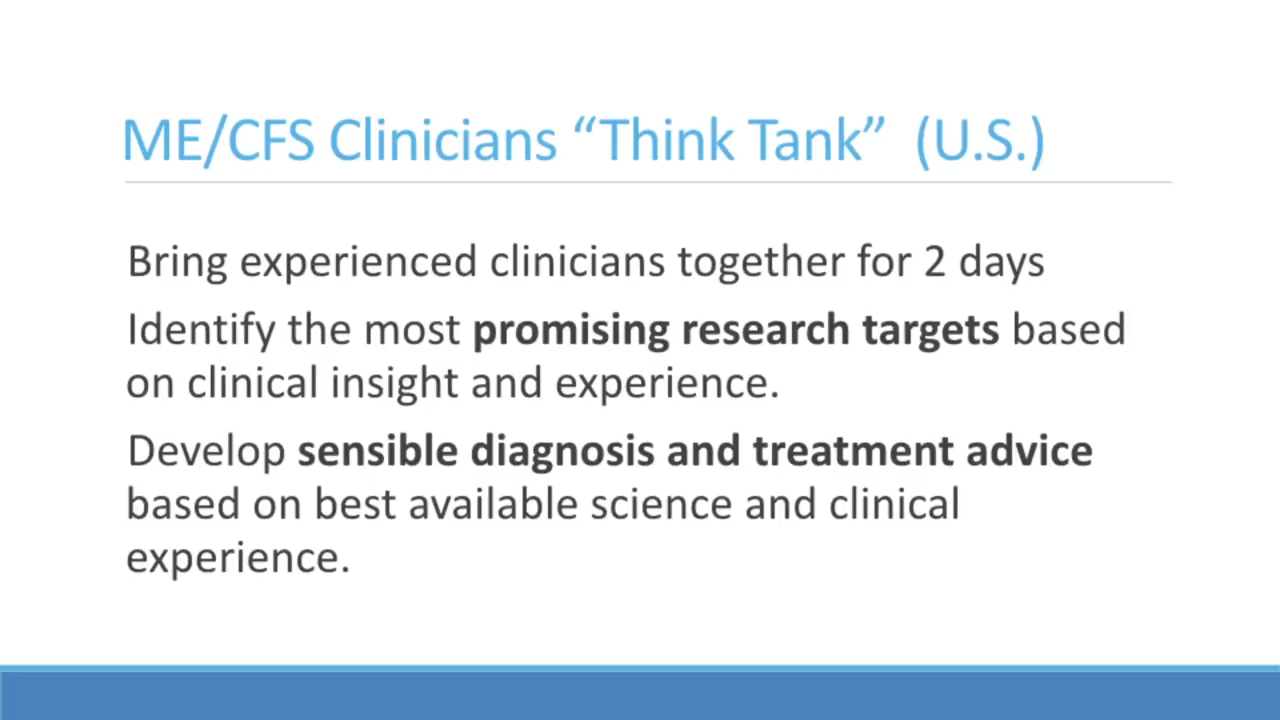 ME/CFS Clinicians “Think Tank” (U.S.)
Bring experienced clinicians together for 2 days
Identify the most promising research targets based
on clinical insight and experience.
Develop sensible diagnosis and treatment advice
based on best available science and clinical
experience.